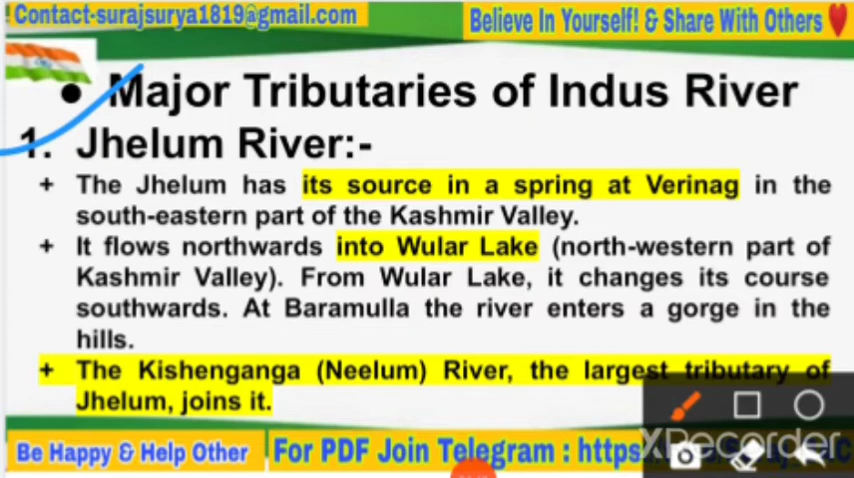 Contact-surajsurya1819@gmail.com
Believe In Yourself! & Share With Others
• Major Tributaries of Indus River
1. Jhelum River:-
+ The Jhelum has its source in a spring at Verinag in the
south-eastern part of the Kashmir Valley.
+ It flows northwards into Wular Lake (north-western part of
Kashmir Valley). From Wular Lake, it changes its course
southwards. At Baramulla the river enters a gorge in the
hills.
+ The Kishenganga (Neelum) River, the largest tributary of
Jhelum, joins it.
XRecorder
Be Happy & Help Other
For PDF Join Telegram : https